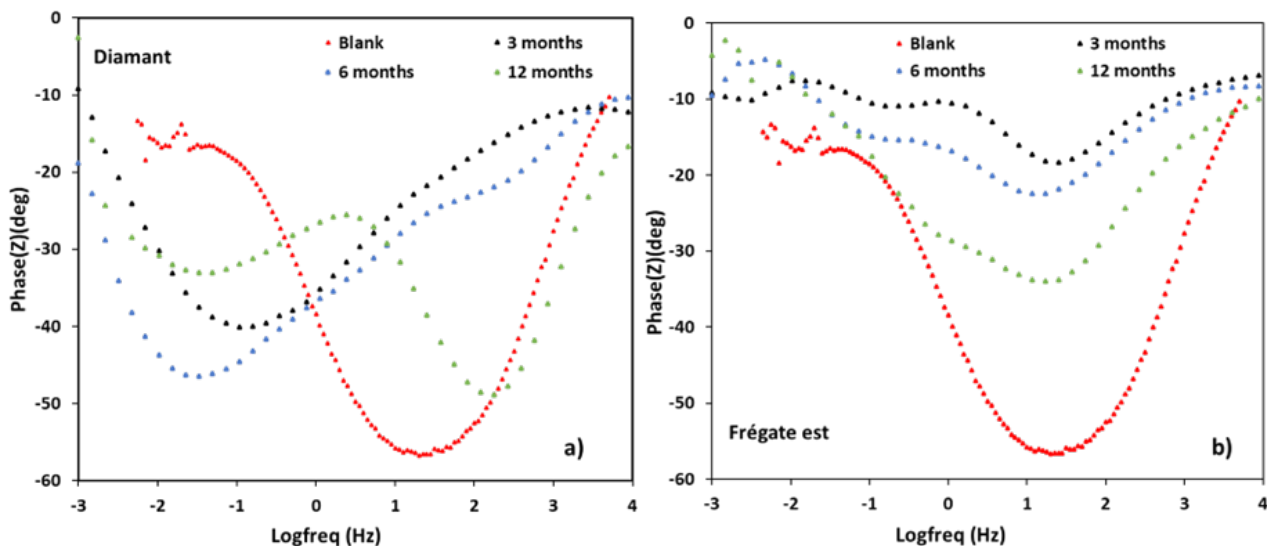 Diamant
Blank
3 months
6 months
12 months
0
-10
-20
-30
-40
-50
-60
Phase(Z)(deg)
a)
-3
-2
-1
0
1
2
3
4
Logfreq (Hz)
Blank
3 months
6 months
12 months
0
-10
-20
-30
-40
-50
-60
Phase(Z)(deg)
Frégate est
b)
-3
-2
-1
0
1
2
3
4
Logfreq (Hz)